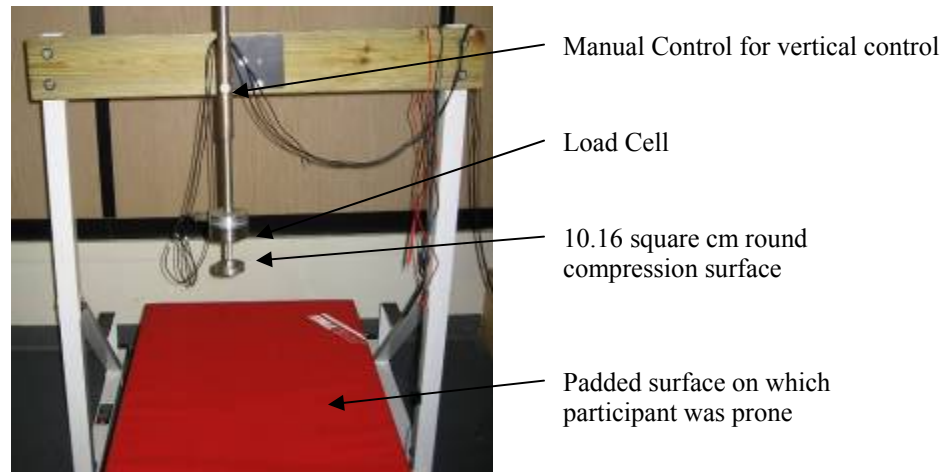 Manual Control for vertical control
Load Cell
10.16 square cm round
compression surface
Padded surface on which
participant was prone